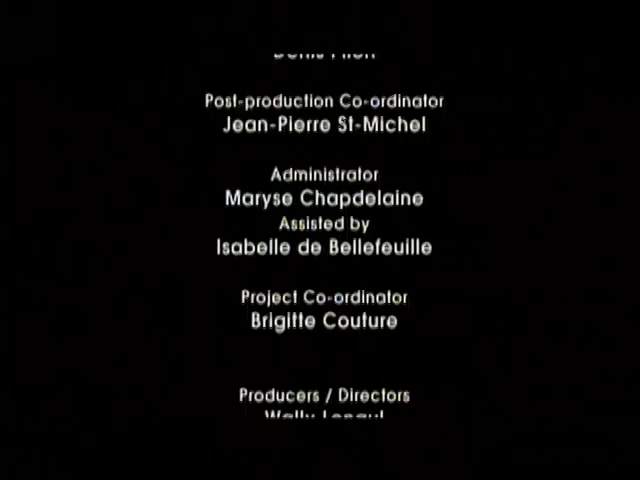 Post-production Co-ordinator
Jean-Pierre St-Michel
Administrator
Maryse Chapdelaine
Assisted by
Isabelle de Bellefeuille
Project Co-ordinator
Brigitte Couture
Producers / Directors